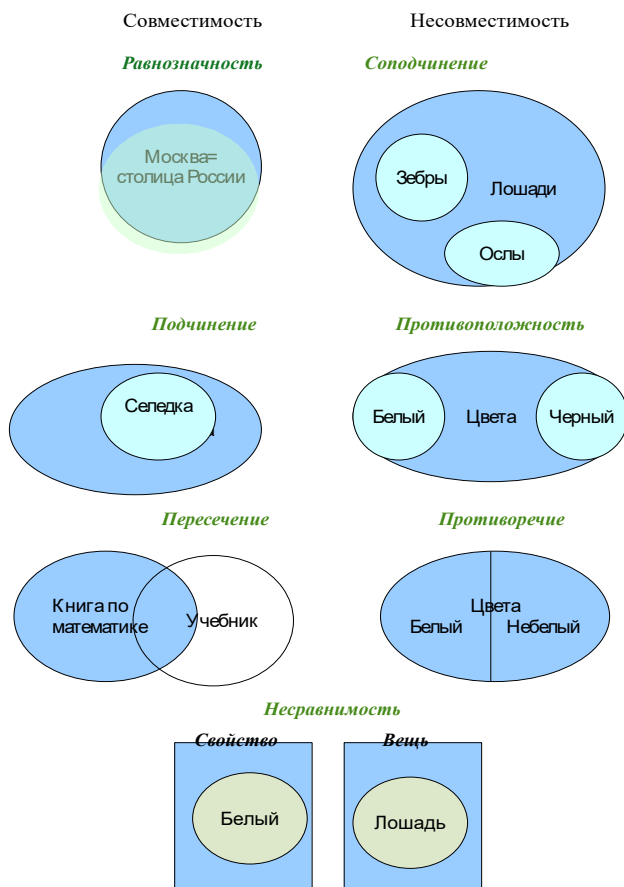 Совместимость
Несовместимость
Равнозначность
Соподчинение
Москва=
столица России
Зебры
Лошади
Ослы
Подчинение
Противоположность
Селедка
Белый
Цвета
Черный
Пересечение
Противоречие
Книга по
математике
Учебник
Цвета
Белый
Небелый
Несравнимость
Свойство
Вещь
Белый
Лошадь